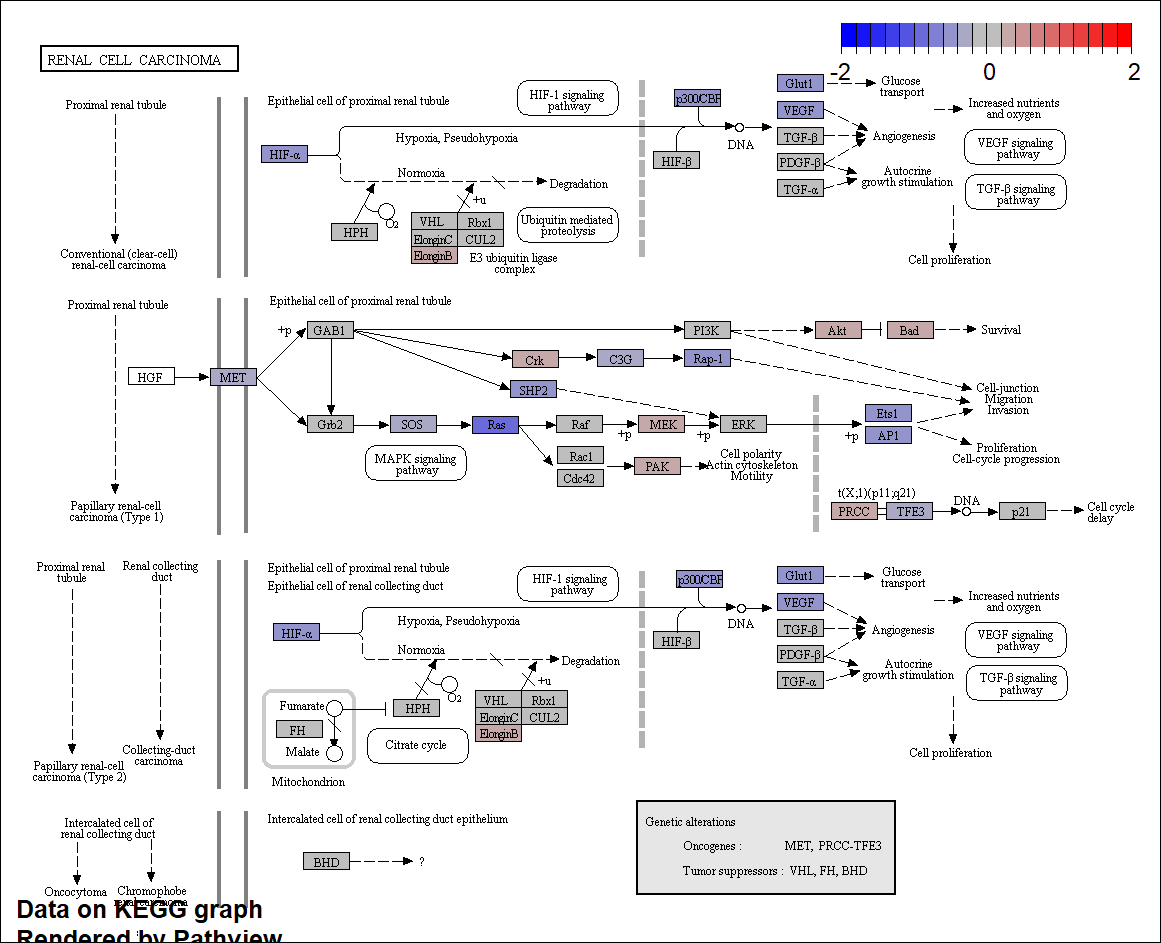 RENAL CELL CARCINOMA
-2
0
2
Proximal renal tubule
Conventional (clear-cell)
renal-cell carcinoma
Epithelial cell of proximal renal tubule
HIF-1 signaling
pathway
HIF-α
Hypoxia, Pseudohypoxia
Normoxia
Degradation
HPH
O2
+u
VHL
Rbx1
ElonginC
CUL2
ElonginB
E3 ubiquitin ligase
complex
Ubiquitin mediated
proteolysis
p300/CBP
HIF-β
DNA
Glut1
VEGF
TGF-β
PDGF-β
TGF-α
Glucose
transport
Angiogenesis
Autocrine
growth stimulation
Increased nutrients
and oxygen
VEGF signaling
pathway
TGF-β signaling
pathway
Cell proliferation
Proximal renal tubule
Papillary renal-cell
carcinoma (Type 1)
Epithelial cell of proximal renal tubule
HGF
MET
+p
GAB1
PI3K
Akt
Bad
Survival
Crk
C3G
Rap-1
SHP2
Cell-junction
Migration
Invasion
Grb2
SOS
Ras
Raf
+p
MEK
+p
ERK
+p
Ets1
AP1
Proliferation
Cell-cycle progression
MAPK signaling
pathway
Rac1
Cdc42
PAK
Cell polarity
Actin cytoskeleton
Motility
t(X;1)(p11;q21)
PRCC
TFE3
DNA
p21
Cell cycle
delay
Proximal renal
tubule
Renal collecting
duct
Papillary renal-cell
carcinoma (Type 2)
Collecting-duct
carcinoma
Epithelial cell of proximal renal tubule
Epithelial cell of renal collecting duct
HIF-1 signaling
pathway
HIF-α
Hypoxia, Pseudohypoxia
Normoxia
Degradation
Fumarate
FH
Malate
Mitochondrion
HPH
O2
Citrate cycle
+u
VHL
Rbx1
ElonginC
CUL2
ElonginB
p300/CBP
HIF-β
DNA
Glut1
VEGF
TGF-β
PDGF-β
TGF-α
Glucose
transport
Angiogenesis
Autocrine
growth stimulation
Increased nutrients
and oxygen
VEGF signaling
pathway
TGF-β signaling
pathway
Cell proliferation
Intercalated cell of
renal collecting duct
Oncocytoma
Chromophobe
renal carcinoma
Intercalated cell of renal collecting duct epithelium
BHD
?
Genetic alterations
Oncogenes : MET, PRCC-TFE3
Tumor suppressors : VHL, FH, BHD
Data on KEGG graph
Rendered by Pathview